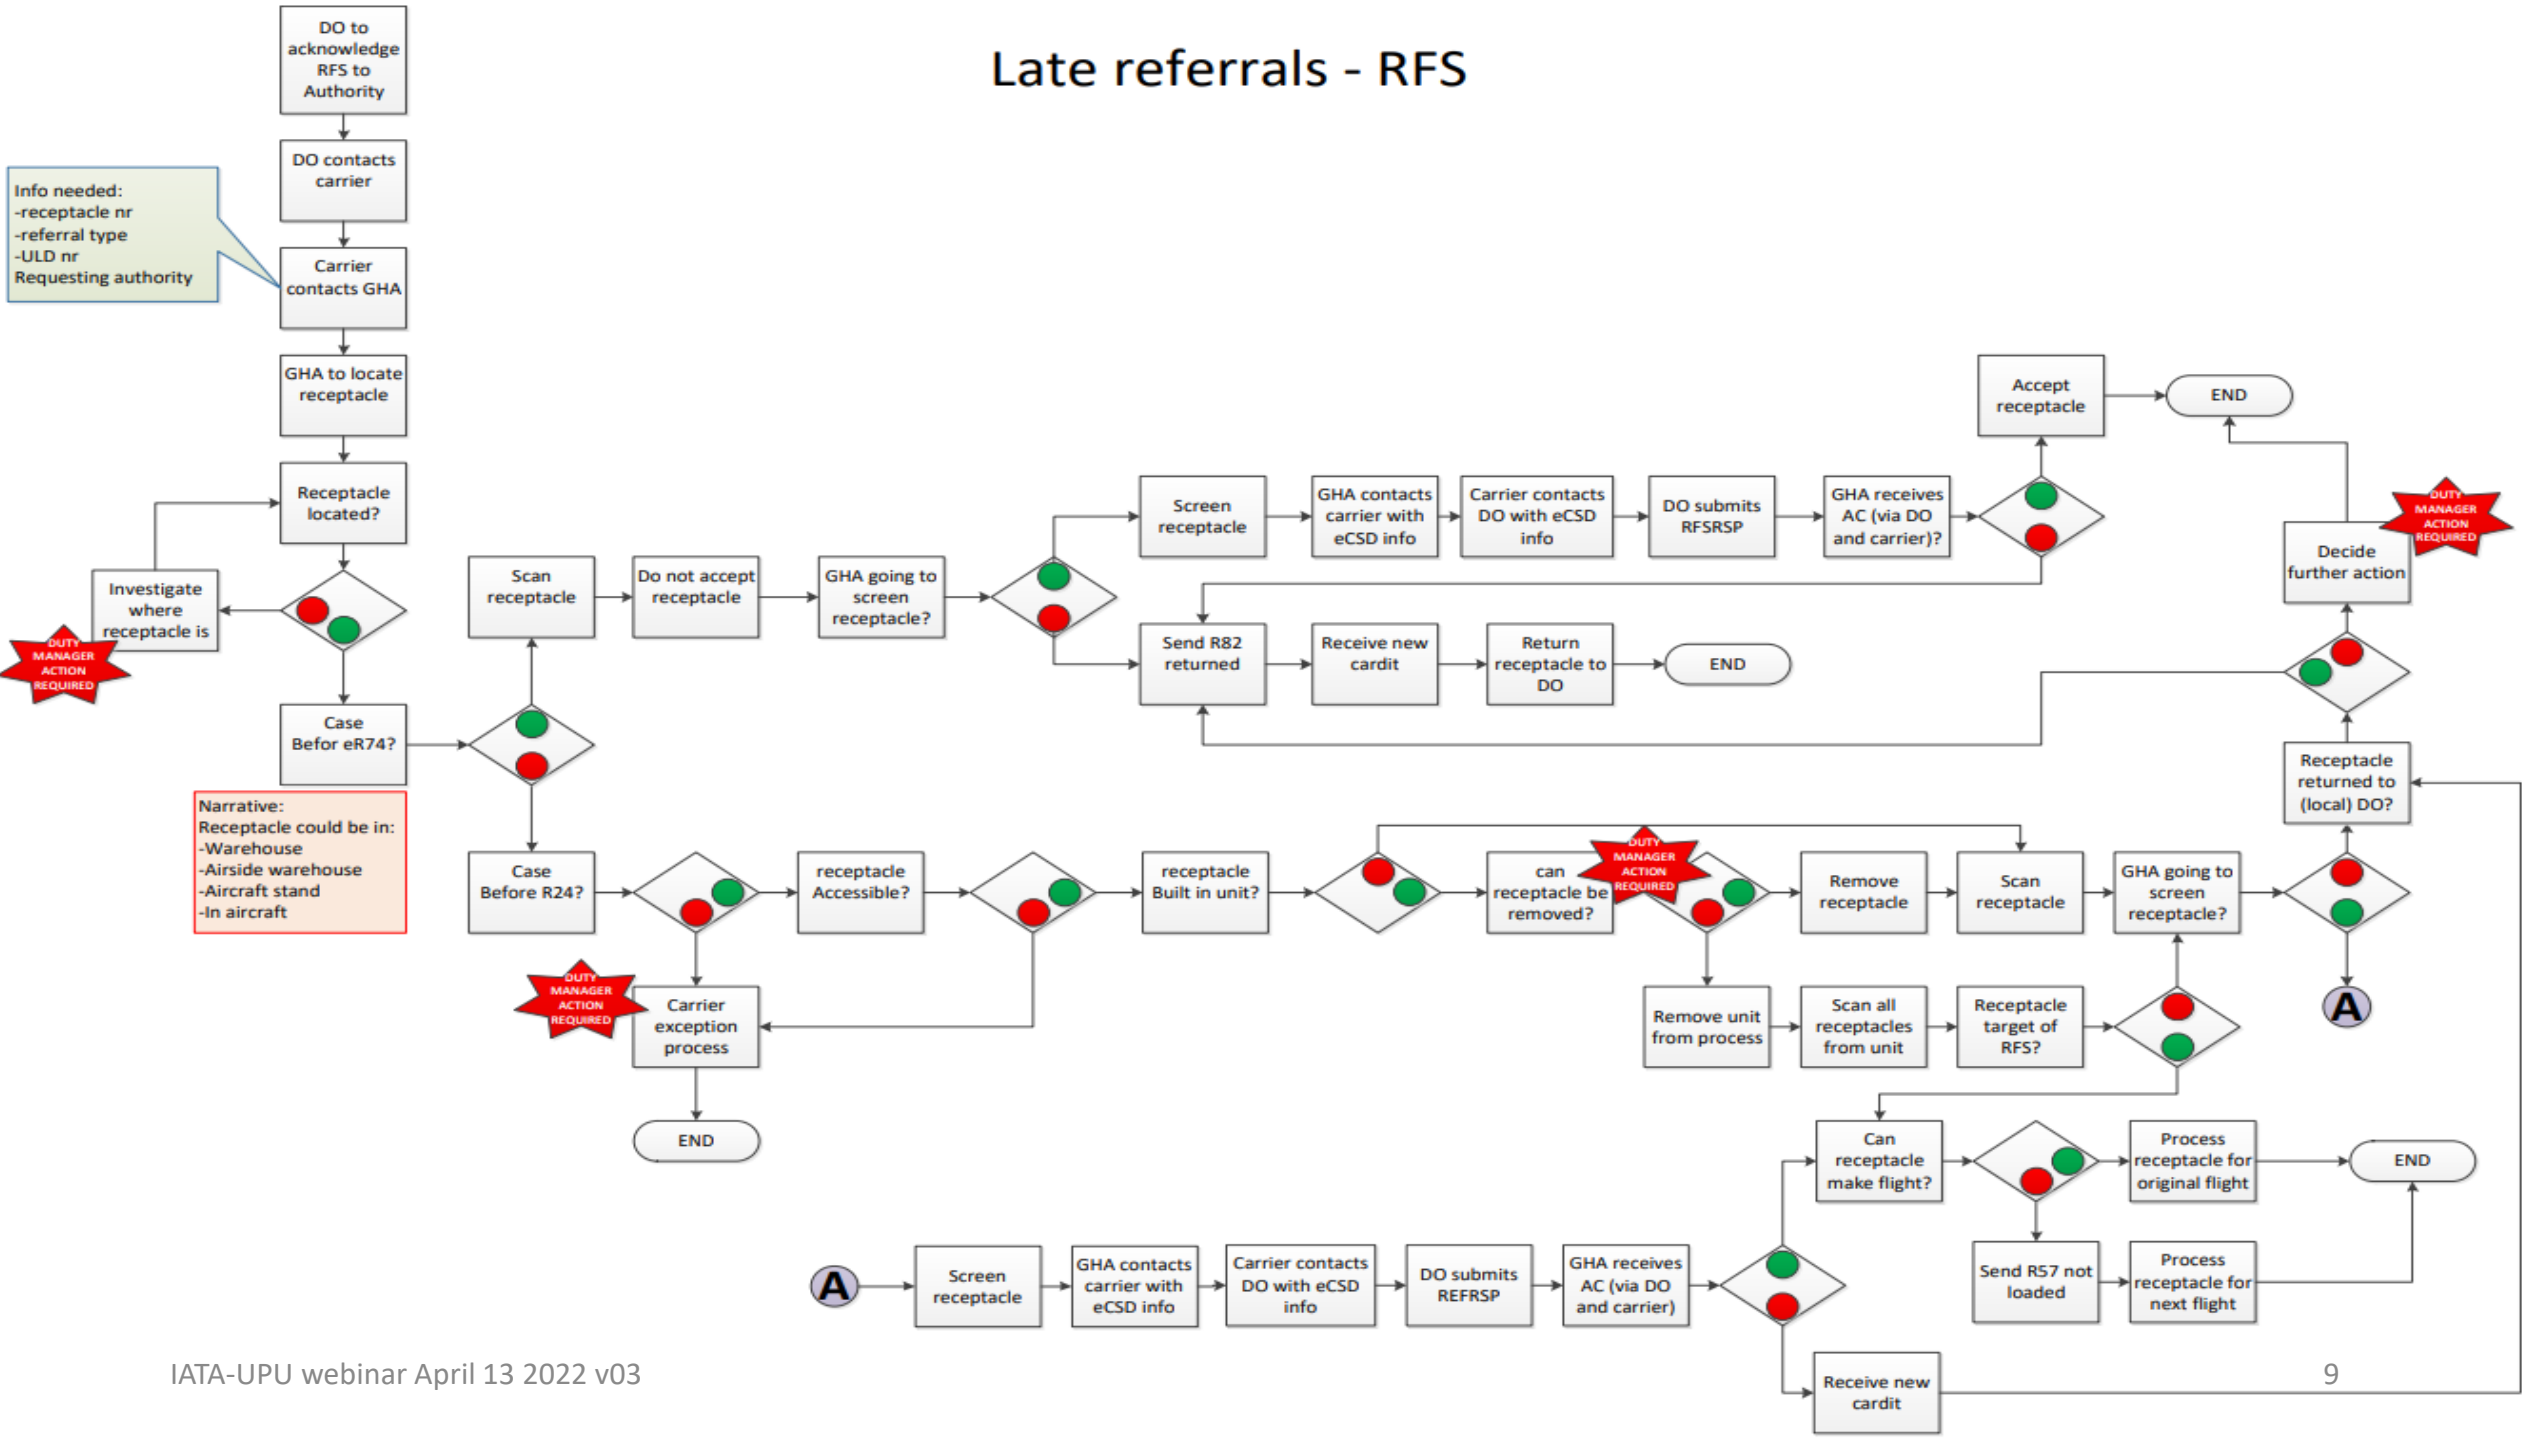 Late referrals - RFS
DO to
acknowledge
RFS to
Authority
DO contacts
carrier
Info needed:
-receptacle nr
-referral type
-ULD nr
Requesting authority
Carrier
contacts GHA
GHA to locate
receptacle
Receptacle
located?
Investigate
where
receptacle is
DUTY
MANAGER
ACTION
REQUIRED
Case
Befor eR74?
Narrative:
Receptacle could be in:
-Warehouse
-Airside warehouse
-Aircraft stand
-In aircraft
Scan
receptacle
Do not accept
receptacle
GHA going to
screen
receptacle?
Screen
receptacle
GHA contacts
carrier with
eCSD info
Carrier contacts
DO with eCSD
info
DO submits
RFSRSP
GHA receives
AC (via DO
and carrier)?
Accept
receptacle
END
Send R82
returned
Receive new
cardit
Return
receptacle to
DO
END
Decide
further action
DUTY
MANAGER
ACTION
REQUIRED
Receptacle
returned to
(local) DO?
Case
Before R24?
receptacle
Accessible?
receptacle
Built in unit?
can
receptacle be
removed?
DUTY
MANAGER
ACTION
REQUIRED
Remove
receptacle
Scan
receptacle
GHA going to
screen
receptacle?
DUTY
MANAGER
ACTION
REQUIRED
Carrier
exception
process
END
Remove unit
from process
Scan all
receptacles
from unit
Receptacle
target of
RFS?
A
Can
receptacle
make flight?
Process
receptacle for
original flight
END
A
Screen
receptacle
GHA contacts
carrier with
eCSD info
Carrier contacts
DO with eCSD
info
DO submits
REFRSP
GHA receives
AC (via DO
and carrier)
Send R57 not
loaded
Process
receptacle for
next flight
Receive new
cardit
IATA-UPU webinar April 13 2022 v03
9